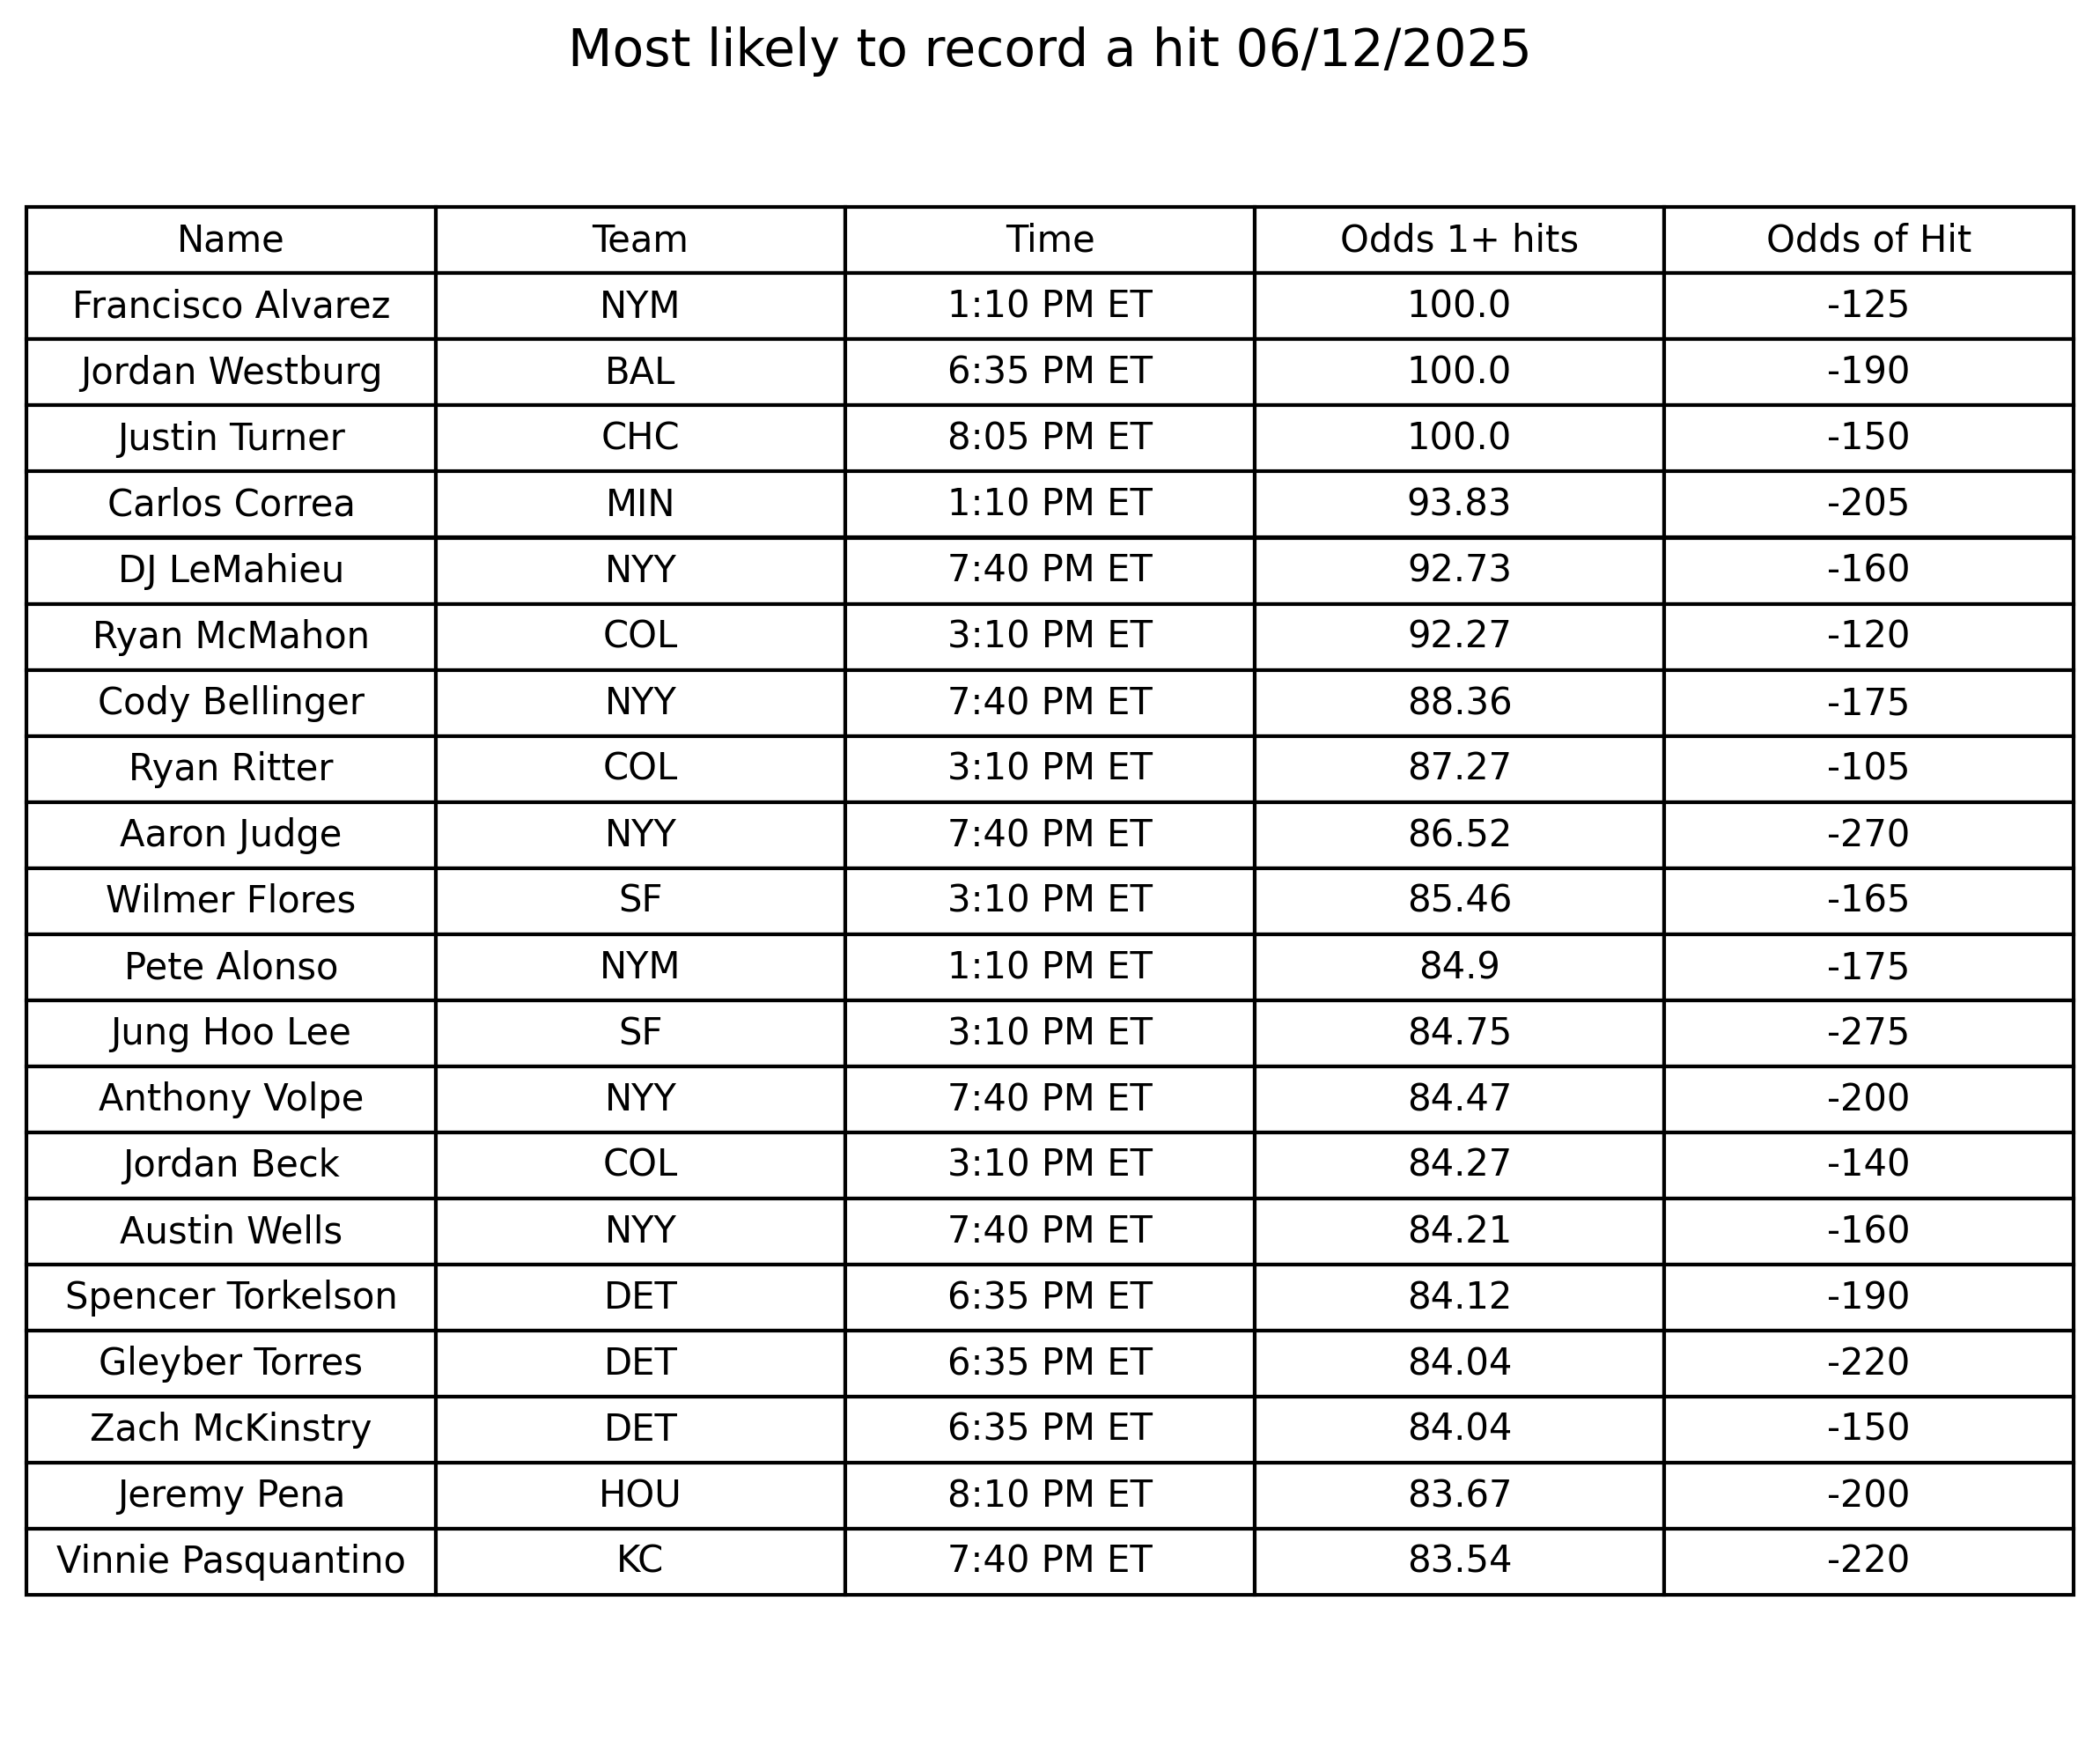 Most likely to record a hit 06/12/2025
Name Team Time Odds 1+ hits Odds of Hit
Francisco Alvarez NYM 1:10 PM ET 100.0 -125
Jordan Westburg BAL 6:35 PM ET 100.0 -190
Justin Turner CHC 8:05 PM ET 100.0 -150
Carlos Correa MIN 1:10 PM ET 93.83 -205
DJ LeMahieu NYY 7:40 PM ET 92.73 -160
Ryan McMahon COL 3:10 PM ET 92.27 -120
Cody Bellinger NYY 7:40 PM ET 88.36 -175
Ryan Ritter COL 3:10 PM ET 87.27 -105
Aaron Judge NYY 7:40 PM ET 86.52 -270
Wilmer Flores SF 3:10 PM ET 85.46 -165
Pete Alonso NYM 1:10 PM ET 84.9 -175
Jung Hoo Lee SF 3:10 PM ET 84.75 -275
Anthony Volpe NYY 7:40 PM ET 84.47 -200
Jordan Beck COL 3:10 PM ET 84.27 -140
Austin Wells NYY 7:40 PM ET 84.21 -160
Spencer Torkelson DET 6:35 PM ET 84.12 -190
Gleyber Torres DET 6:35 PM ET 84.04 -220
Zach McKinstry DET 6:35 PM ET 84.04 -150
Jeremy Pena HOU 8:10 PM ET 83.67 -200
Vinnie Pasquantino KC 7:40 PM ET 83.54 -220